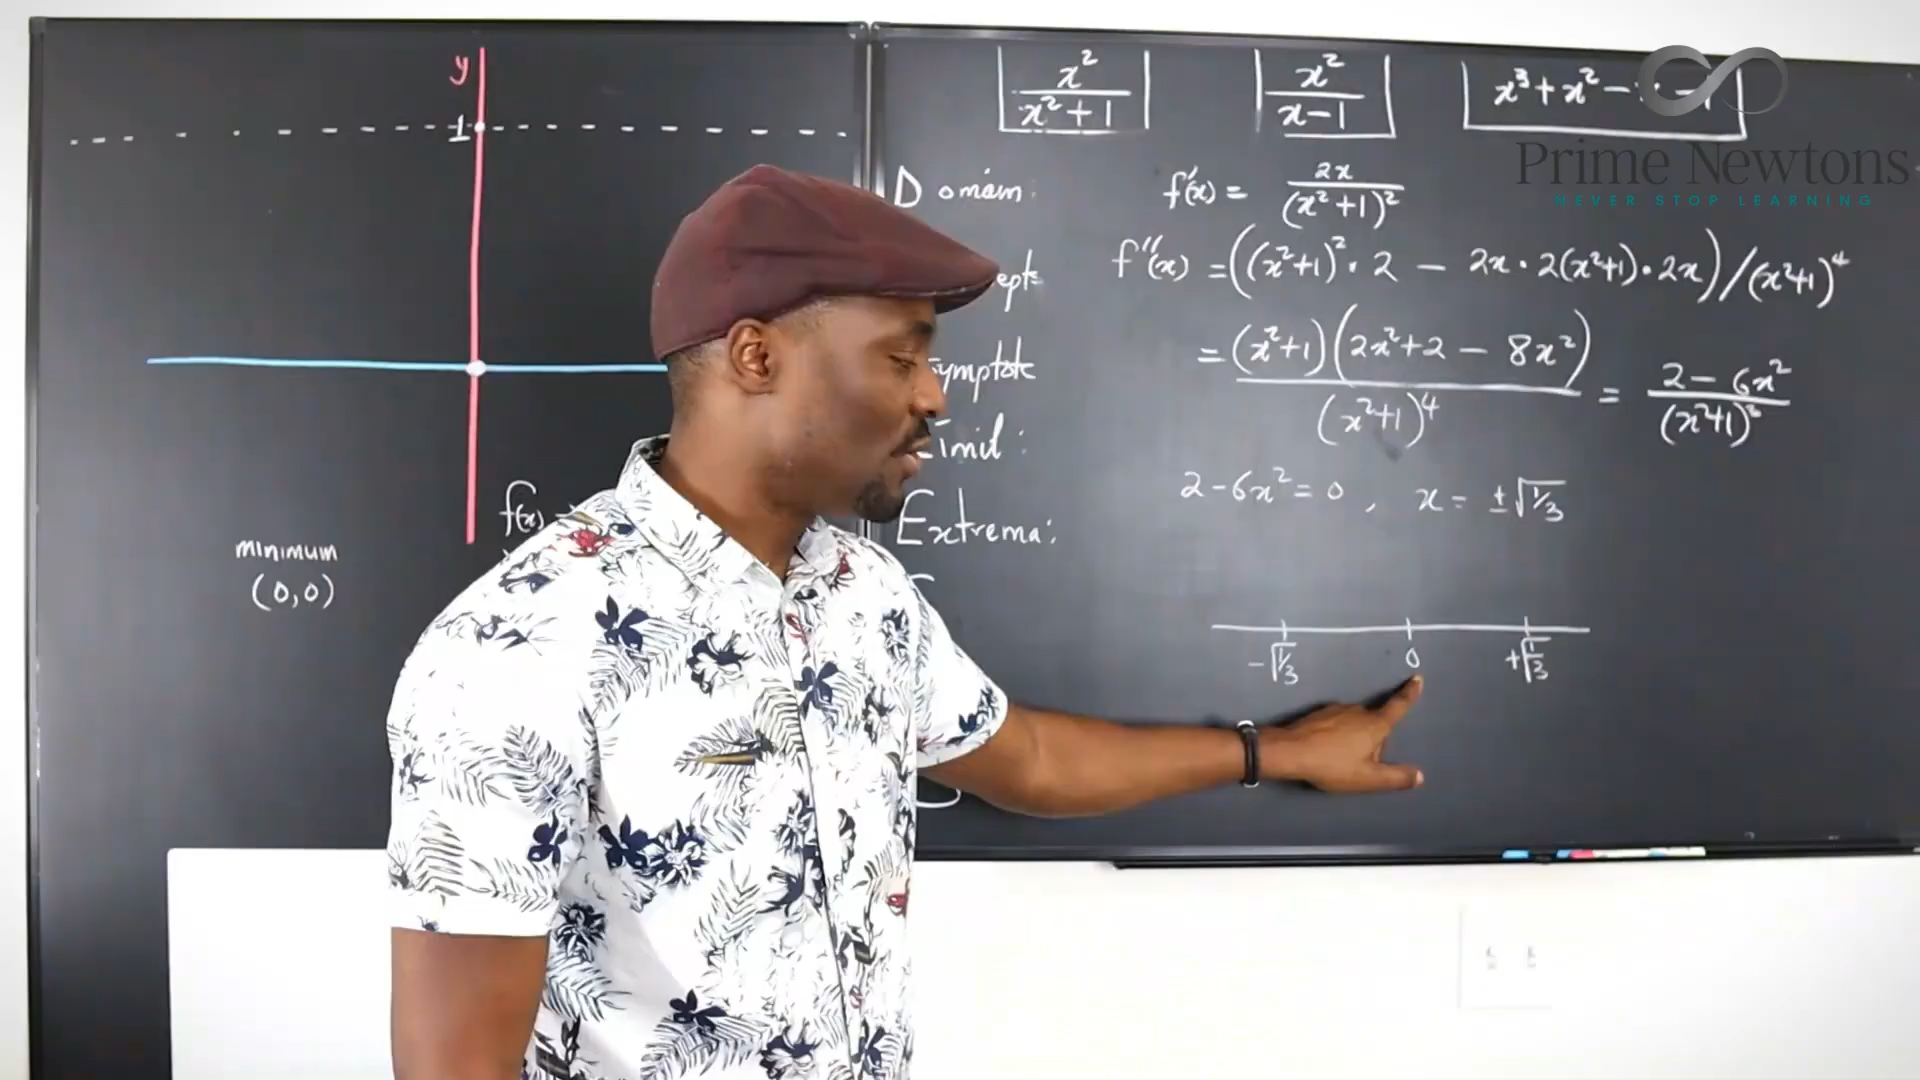 y
1
minimum
(0,0)
f(x) =
x²/(x²+1)
x²/(x-1)
x³+x²-
-1
Domain:
f'(x) = 2x/(x²+1)²
f''(x) = ((x²+1)²·2 - 2x·2(x²+1)·2x)/(x²+1)⁴
= (x²+1)(2x²+2 - 8x²)/(x²+1)⁴ = (2-6x²)/(x²+1)³
Extrema:
2-6x²=0, x= ±√1/3
-√1/3 0 +√1/3
Prime Newtons
NEVER STOP LEARNING